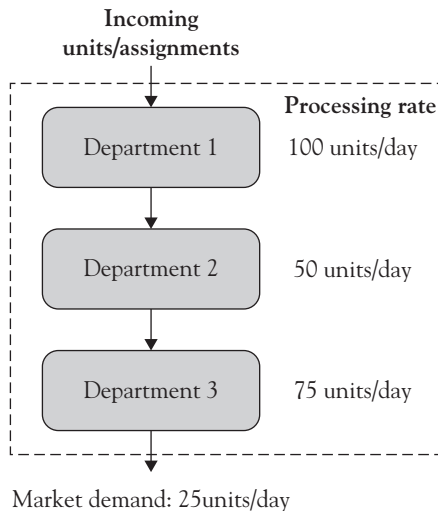 Incoming
units/assignments
Processing rate
Department 1
100 units/day
Department 2
50 units/day
Department 3
75 units/day
Market demand: 25units/day